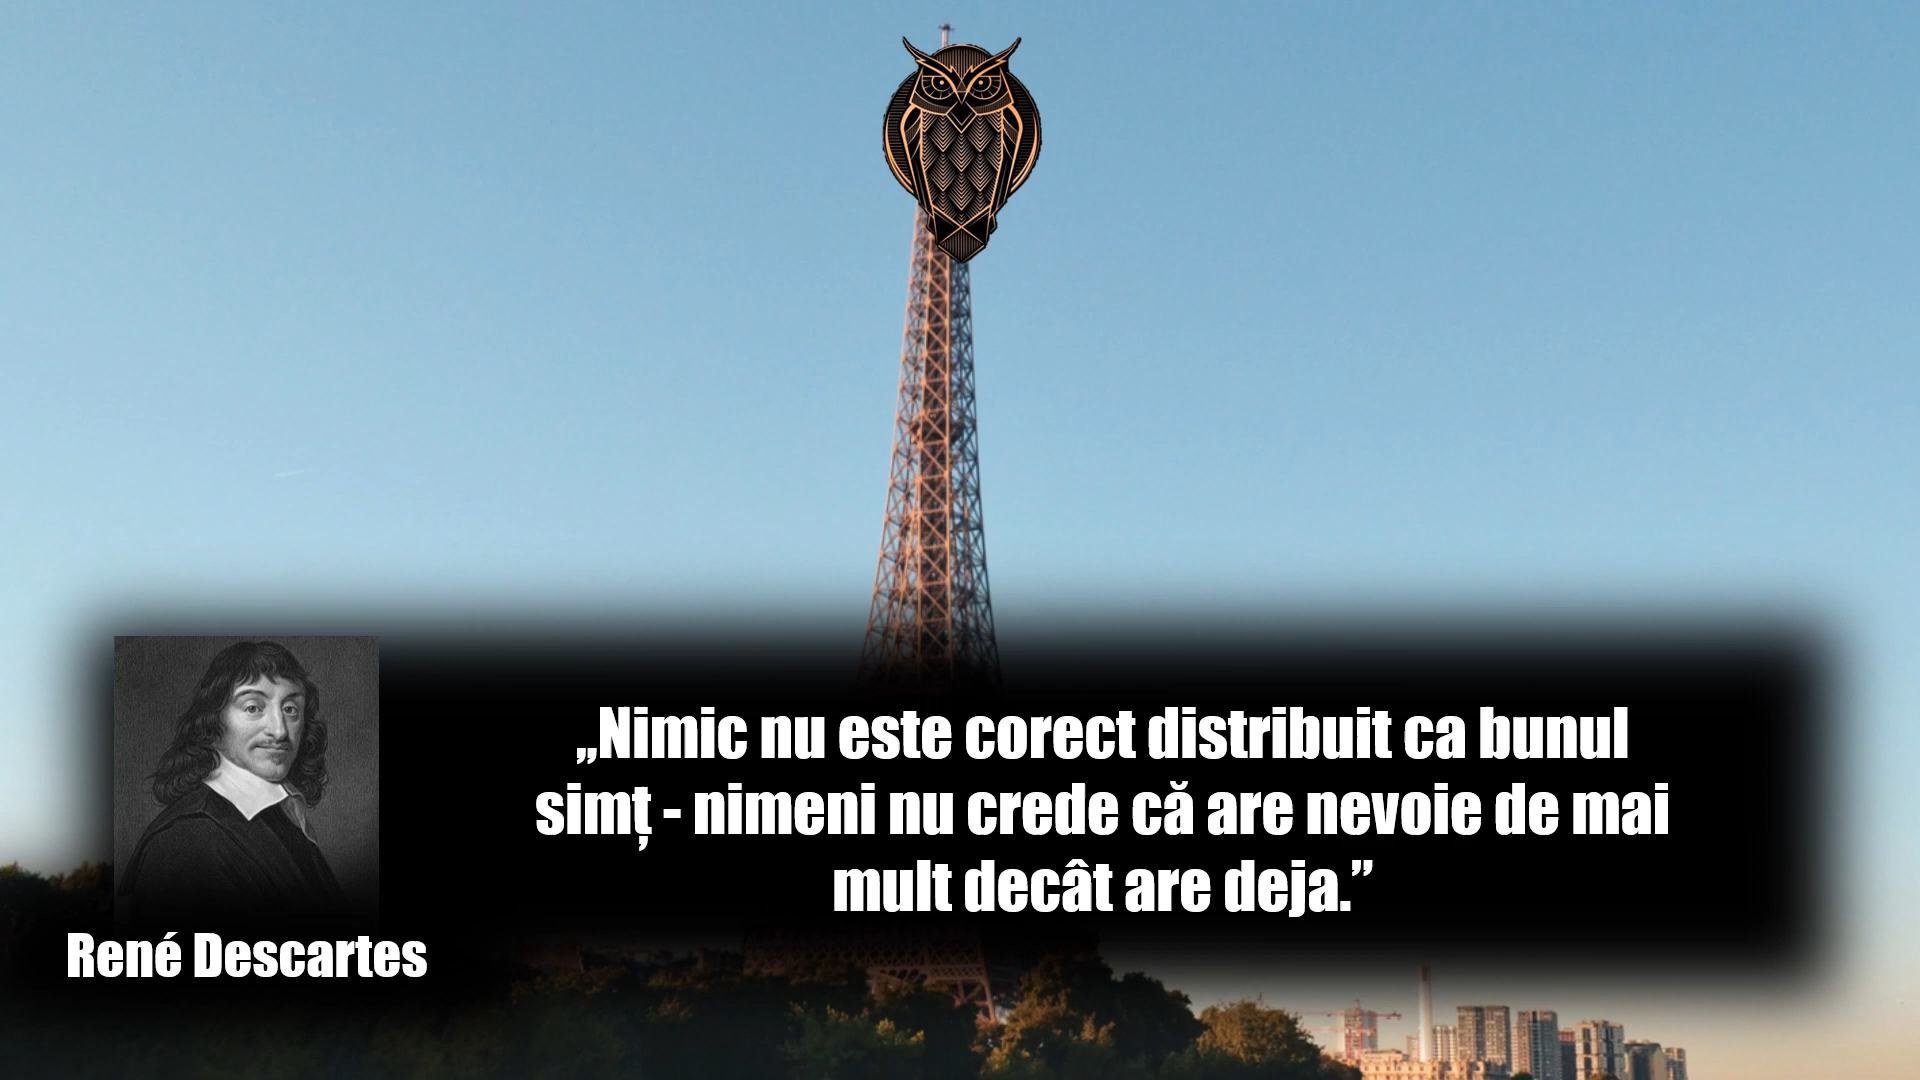 „Nimic nu este corect distribuit ca bunul
simț - nimeni nu crede că are nevoie de mai
mult decât are deja.”
René Descartes